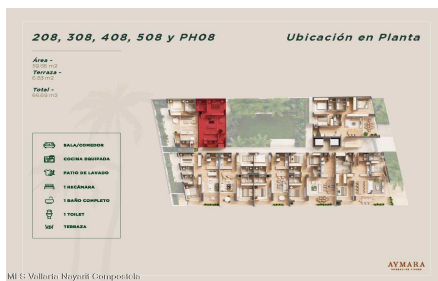 208, 308, 408, 508 y PH08
Ubicación en Planta
Área -
Terraza -
Total -
SALA/COMEDOR
COCINA EQUIPADA
PATIO DE LAVADO
1 RECÁMARA
1 BAÑO COMPLETO
1 TOILET
TERRAZA
AYMARA
MLS Vallarta Nayarit Compostela